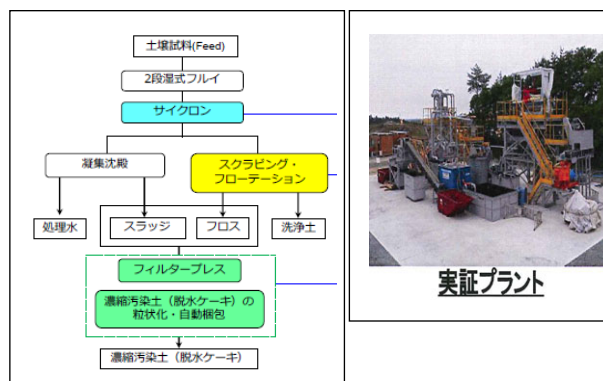 土壌試料(Feed)
2段湿式フルイ
サイクロン
凝集沈殿
スクラビング・
フローテーション
処理水
スラッジ
フロス
洗浄土
フィルタープレス
濃縮汚染土（脱水ケーキ）の
粒状化・自動梱包
濃縮汚染土（脱水ケーキ）
実証プラント